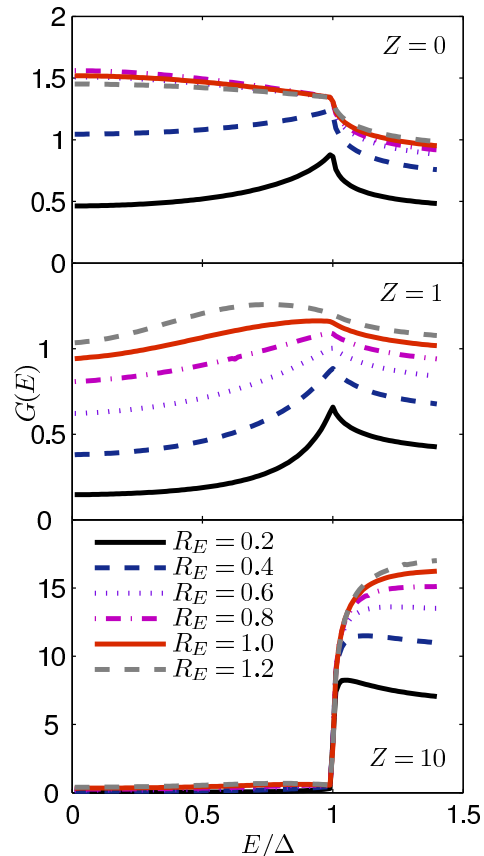 2
Z = 0
1.5
1
0.5
0
Z = 1
1
0.5
0
G(E)
R_E = 0.2
R_E = 0.4
R_E = 0.6
R_E = 0.8
R_E = 1.0
R_E = 1.2
15
10
5
0
Z = 10
0 0.5 1 1.5
E/Δ